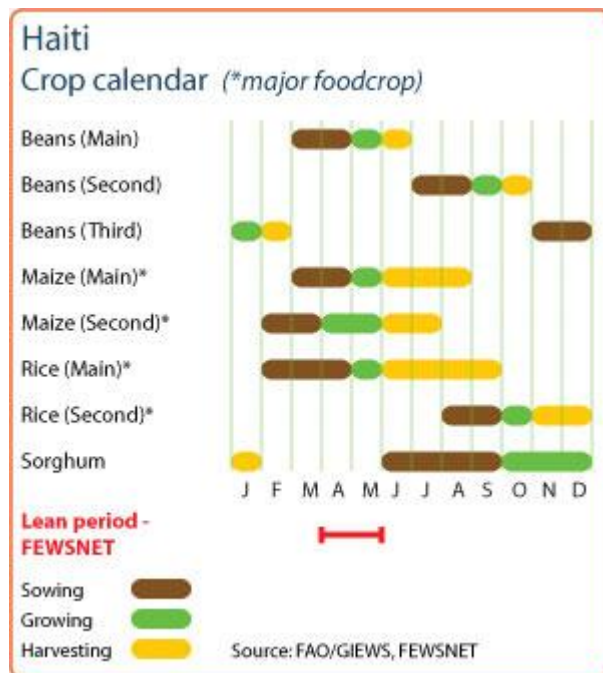 Haiti
Crop calendar (*major foodcrop)
Beans (Main)
Beans (Second)
Beans (Third)
Maize (Main)*
Maize (Second)*
Rice (Main)*
Rice (Second)*
Sorghum
J F M A M J J A S O N D
Lean period -
FEWSNET
Sowing
Growing
Harvesting
Source: FAO/GIEWS, FEWSNET